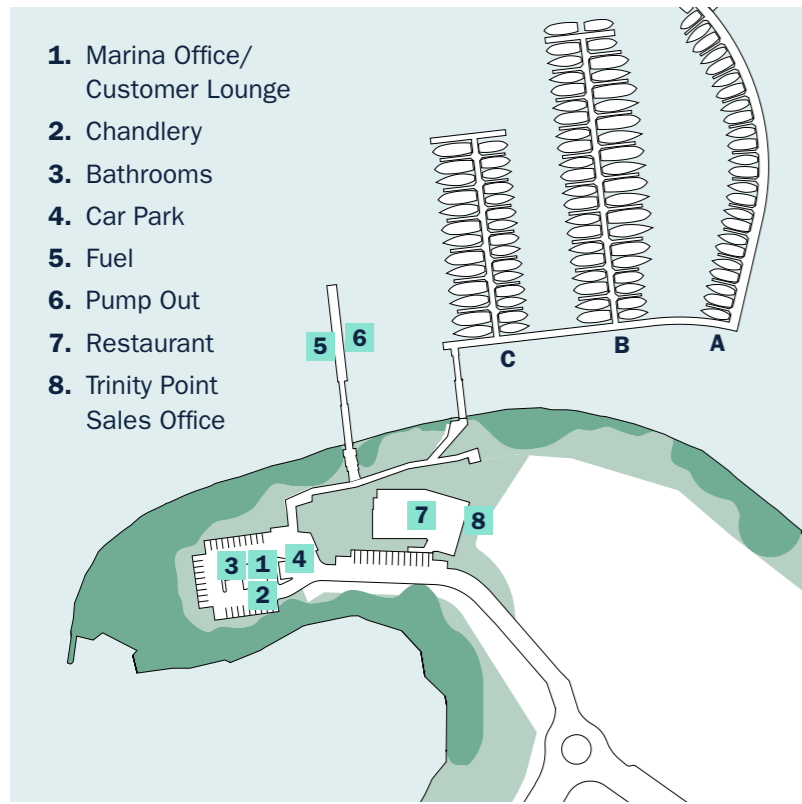 1. Marina Office/
Customer Lounge
2. Chandlery
3. Bathrooms
4. Car Park
5. Fuel
6. Pump Out
7. Restaurant
8. Trinity Point
Sales Office
5
6
C
B
A
7
8
3
1
4
2